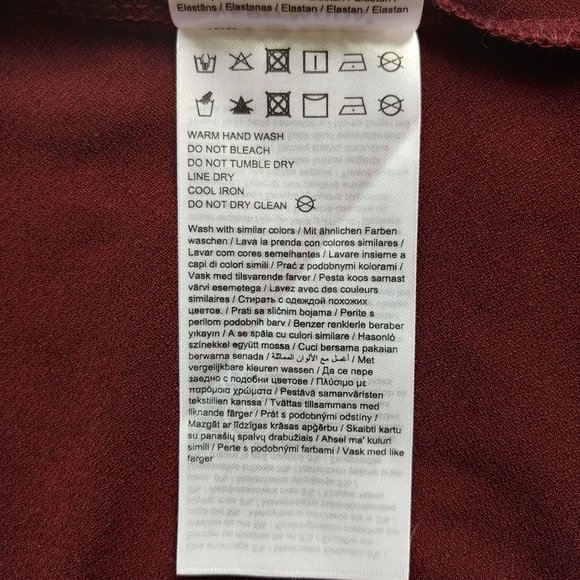 Elastāns / Elastanas / Elastan / Elastan / Elastan
WARM HAND WASH
DO NOT BLEACH
DO NOT TUMBLE DRY
LINE DRY
COOL IRON
DO NOT DRY CLEAN
Wash with similar colors / Mit ähnlichen Farben
waschen / Lava la prenda con colores similares /
Lavar com cores semelhantes / Lavare insieme a
capi di colori simili / Prać z podobnymi kolorami /
Vask med tilsvarende farver / Pesta koos sarnast
värvi esemetega / Lavez avec des couleurs
similaires / Стирать с одеждой похожих
цветов. / Prati sa sličnim bojama / Perite s
perilom podobnih barv / Benzer renklerle beraber
yıkayin / A se spăla cu culori similare / Hasonló
színekkel együtt mossa / Cuci bersama pakaian
berwarna senada / أغسل مع الألوان المماثلة / Met
vergelijkbare kleuren wassen / Да се пере
заедно с подобни цветове / Πλύσιμο με
παρόμοια χρώματα / Pestävä samanväristen
tekstiilien kanssa / Tvättas tillsammans med
liknande färger / Prát s podobnými odstíny /
Mazgāt ar līdzīgas krāsas apģērbu / Skalbti kartu
su panašių spalvų drabužiais / Aħsel ma' kuluri
simili / Perte s podobnými farbami / Vask med like
farger